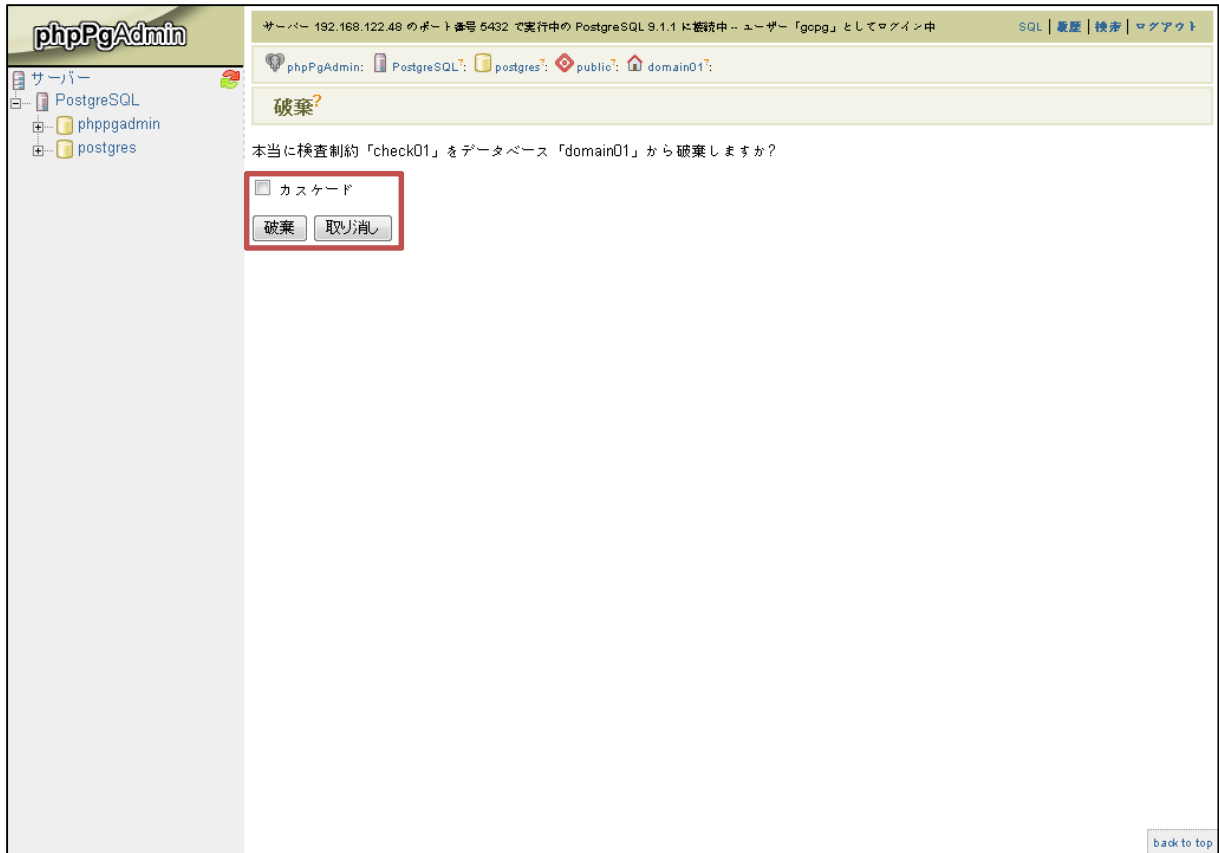 phpPgAdmin
サーバー 192.168.122.48 のポート番号 5432 で実行中の PostgreSQL 9.1.1 に接続中 -- ユーザー「gopg」としてログイン中
SQL | 履歴 | 検索 | ログアウト
phpPgAdmin: PostgreSQL?: postgres?: public?: domain01?:
サーバー
PostgreSQL
phppgadmin
postgres
破棄?
本当に検査制約「check01」をデータベース「domain01」から破棄しますか?
カスケード
破棄 取り消し
back to top